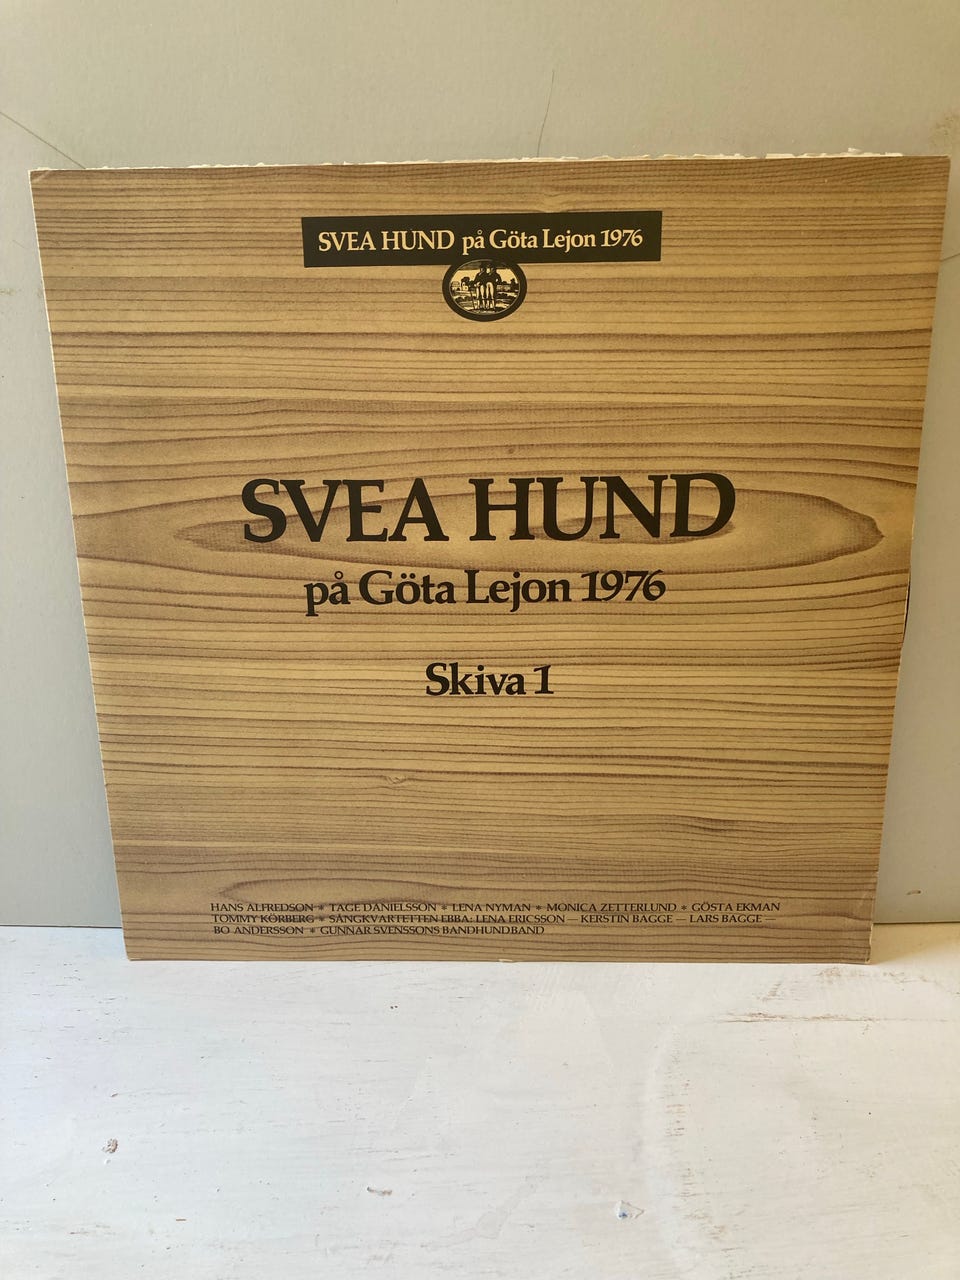 SVEA HUND på Göta Lejon 1976
SVEA HUND
på Göta Lejon 1976
Skiva 1
HANS ALFREDSON * TAGE DANIELSSON * LENA NYMAN * MONICA ZETTERLUND * GÖSTA EKMAN
TOMMY KÖRBERG * SÅNGKVARTETTEN EBBA: LENA ERICSSON — KERSTIN BAGGE — LARS BAGGE —
BO ANDERSSON * GUNNAR SVENSSONS BANDHUNDBAND